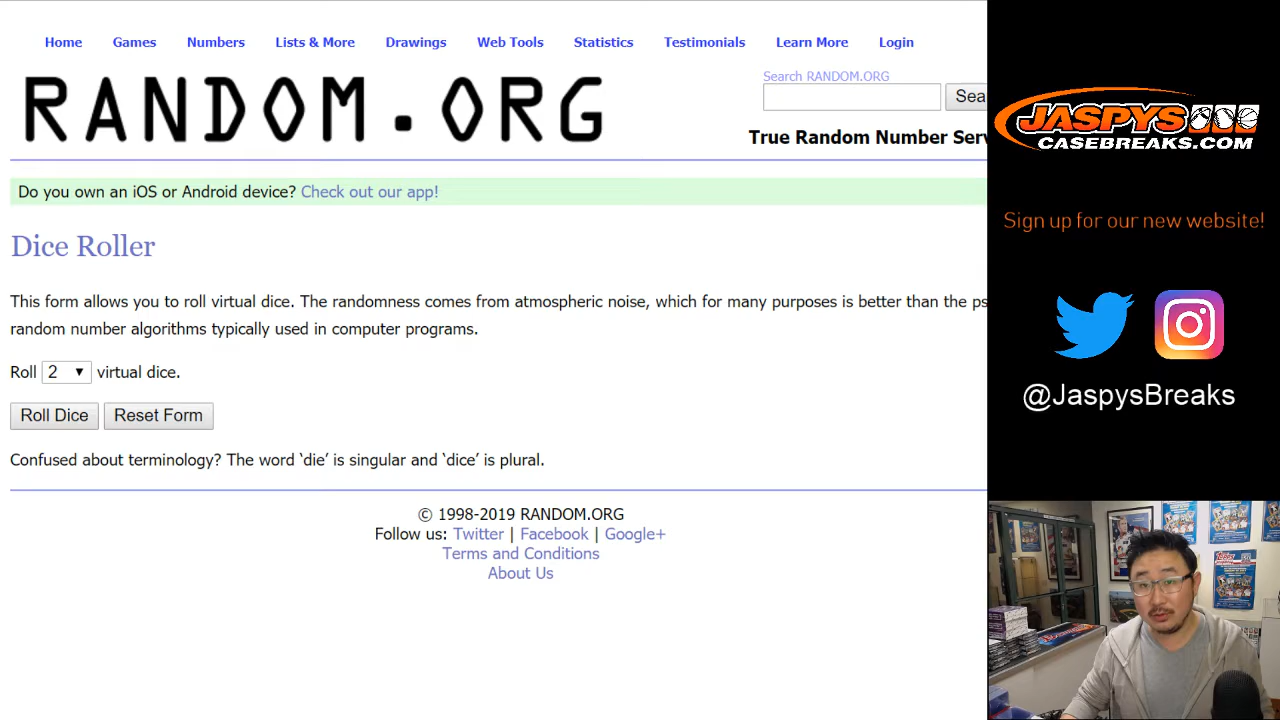 Home Games Numbers Lists & More Drawings Web Tools Statistics Testimonials Learn More Login
RANDOM.ORG
Search RANDOM.ORG
Sea
True Random Number Serv
Do you own an iOS or Android device? Check out our app!
Dice Roller
This form allows you to roll virtual dice. The randomness comes from atmospheric noise, which for many purposes is better than the ps
random number algorithms typically used in computer programs.
Roll 2 ▼ virtual dice.
Roll Dice Reset Form
Confused about terminology? The word ‘die’ is singular and ‘dice’ is plural.
© 1998-2019 RANDOM.ORG
Follow us: Twitter | Facebook | Google+
Terms and Conditions
About Us
JASPYS
CASEBREAKS.COM
Sign up for our new website!
@JaspysBreaks